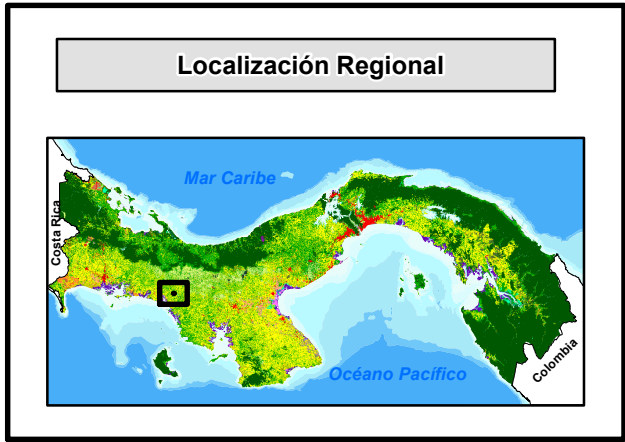 Localización Regional
Mar Caribe
Costa Rica
Océano Pacífico
Colombia